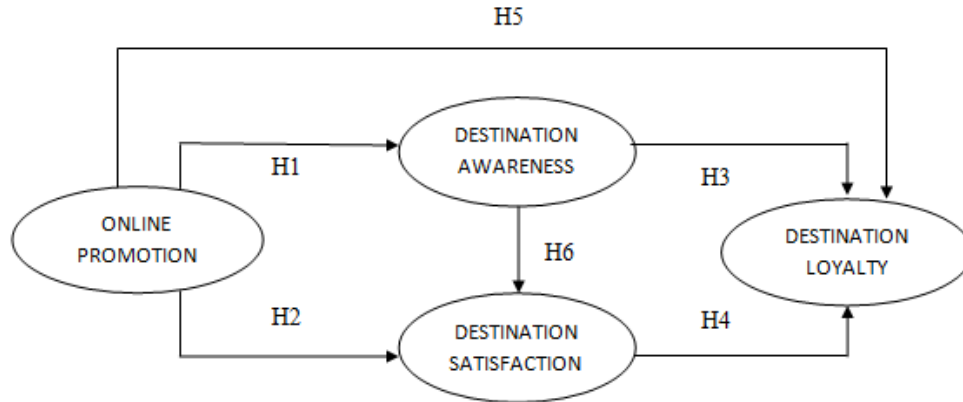 H5
DESTINATION
AWARENESS
H1
H3
ONLINE
PROMOTION
DESTINATION
LOYALTY
H6
H2
H4
DESTINATION
SATISFACTION